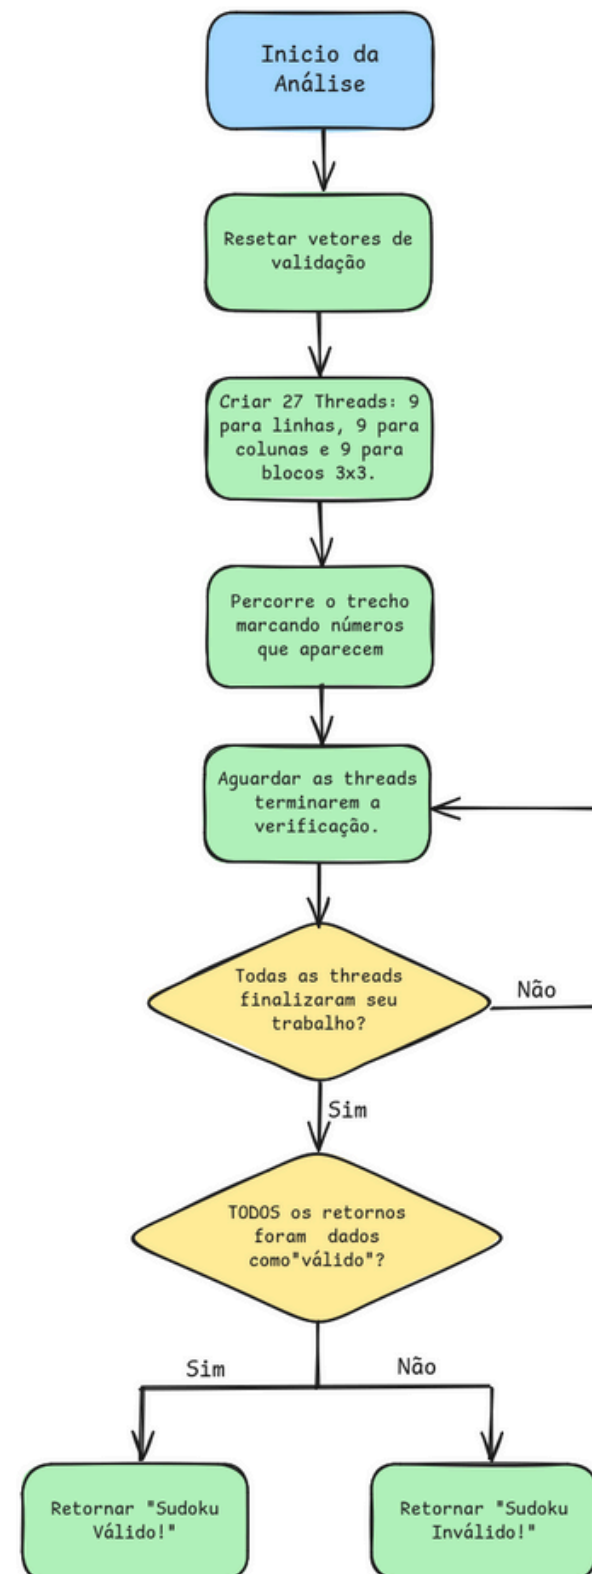 Inicio da
Análise
Resetar vetores de
validação
Criar 27 Threads: 9
para linhas, 9 para
colunas e 9 para
blocos 3x3.
Percorre o trecho
marcando números
que aparecem
Aguardar as threads
terminarem a
verificação.
Todas as threads
finalizaram seu
trabalho?
Não
Sim
TODOS os retornos
foram dados
como"válido"?
Sim
Não
Retornar "Sudoku
Válido!"
Retornar "Sudoku
Inválido!"